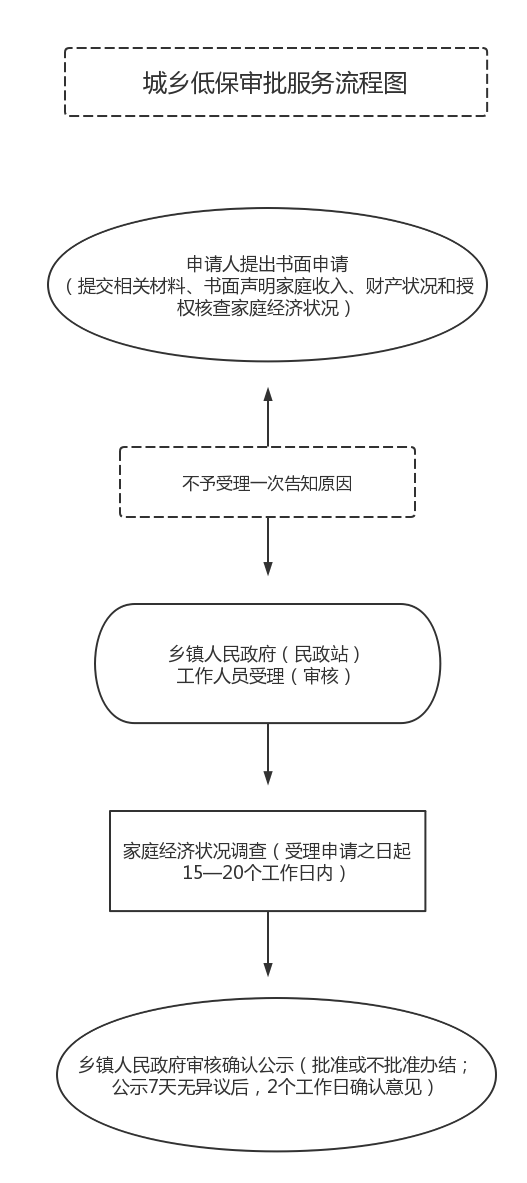 城乡低保审批服务流程图
申请人提出书面申请
（提交相关材料、书面声明家庭收入、财产状况和授
权核查家庭经济状况）
不予受理一次告知原因
乡镇人民政府（民政站）
工作人员受理（审核）
家庭经济状况调查（受理申请之日起
15—20个工作日内）
乡镇人民政府审核确认公示（批准或不批准办结；
公示7天无异议后，2个工作日确认意见）